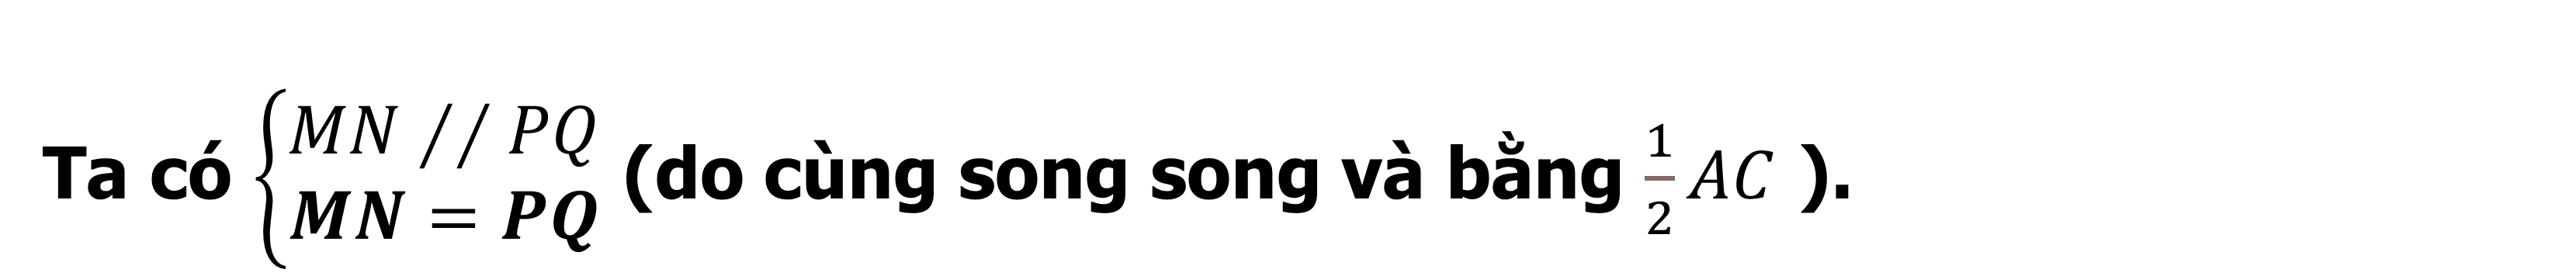 Ta có { MN // PQ
MN = PQ (do cùng song song và bằng 1/2 AC ).